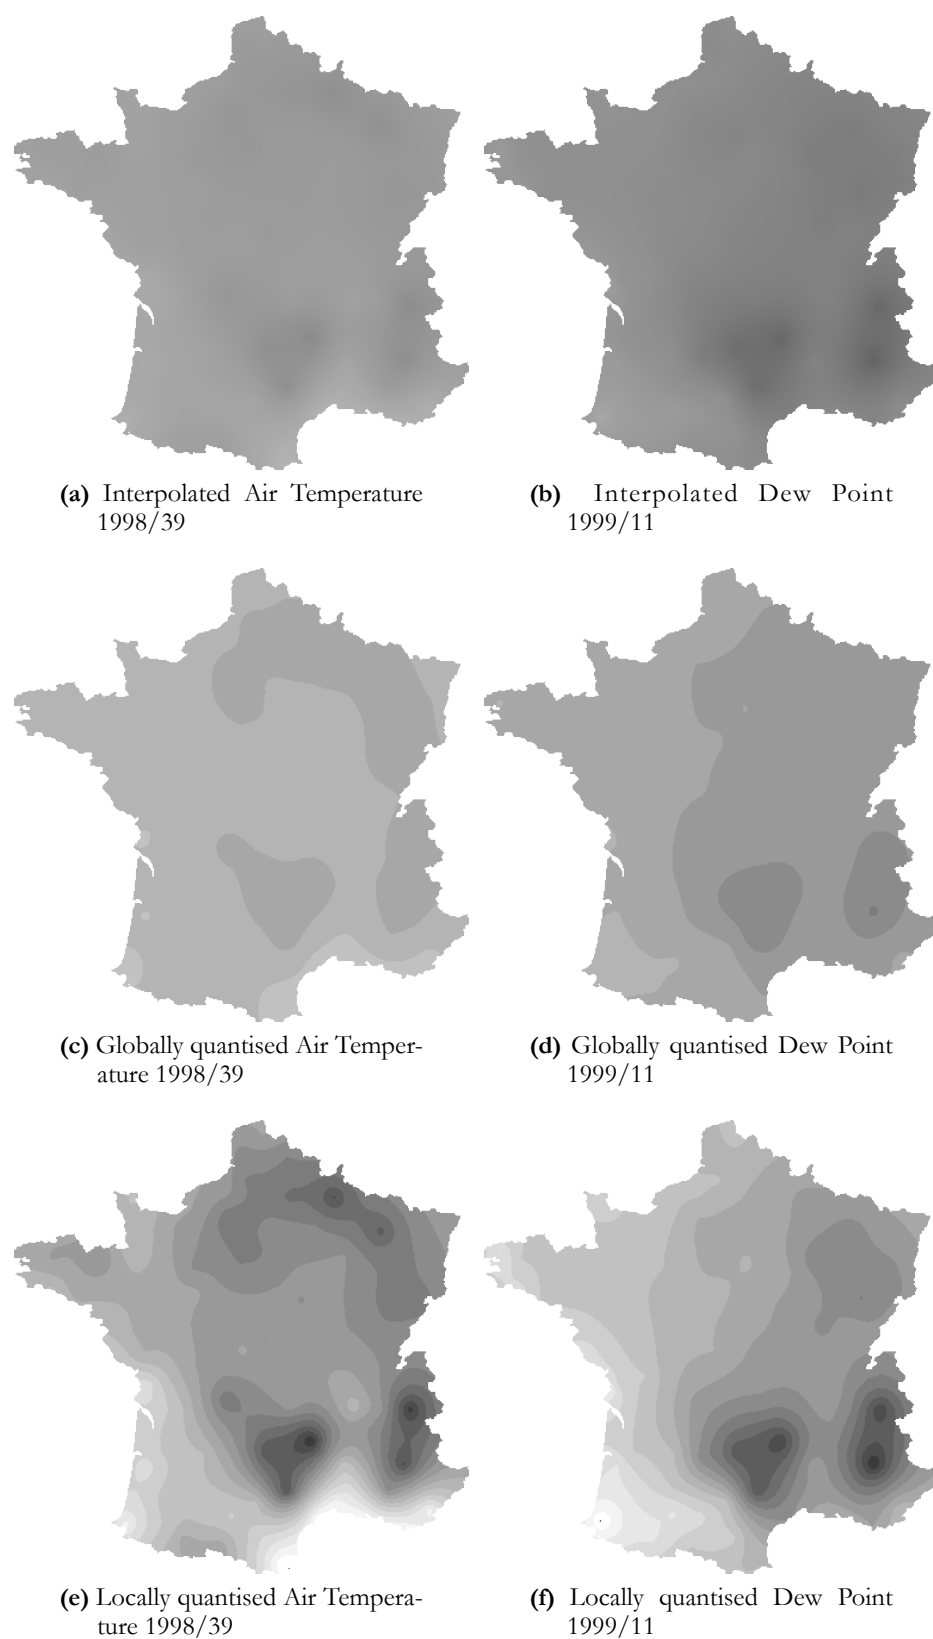 (a) Interpolated Air Temperature
1998/39
(b) Interpolated Dew Point
1999/11
(c) Globally quantised Air Temper-
ature 1998/39
(d) Globally quantised Dew Point
1999/11
(e) Locally quantised Air Tempera-
ture 1998/39
(f) Locally quantised Dew Point
1999/11